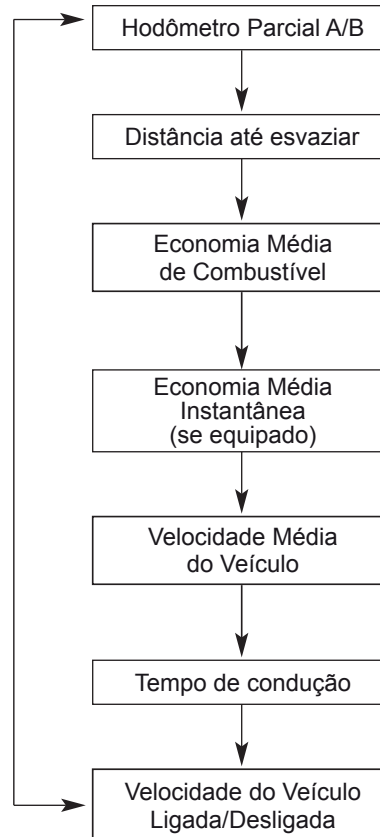 Hodômetro Parcial A/B
Distância até esvaziar
Economia Média
de Combustível
Economia Média
Instantânea
(se equipado)
Velocidade Média
do Veículo
Tempo de condução
Velocidade do Veículo
Ligada/Desligada